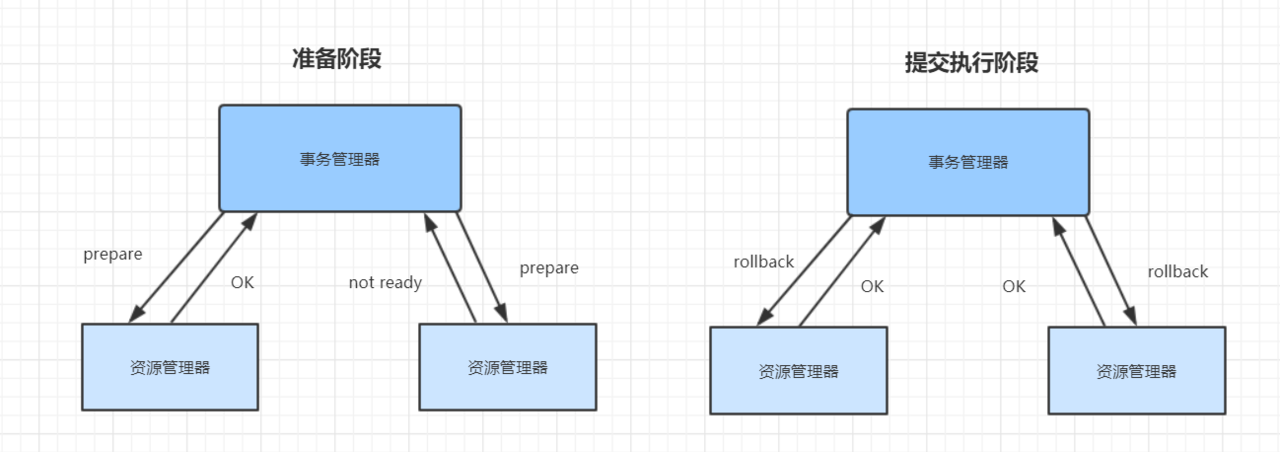 准备阶段
事务管理器
prepare
OK
not ready
prepare
资源管理器
资源管理器
提交执行阶段
事务管理器
rollback
OK
OK
rollback
资源管理器
资源管理器